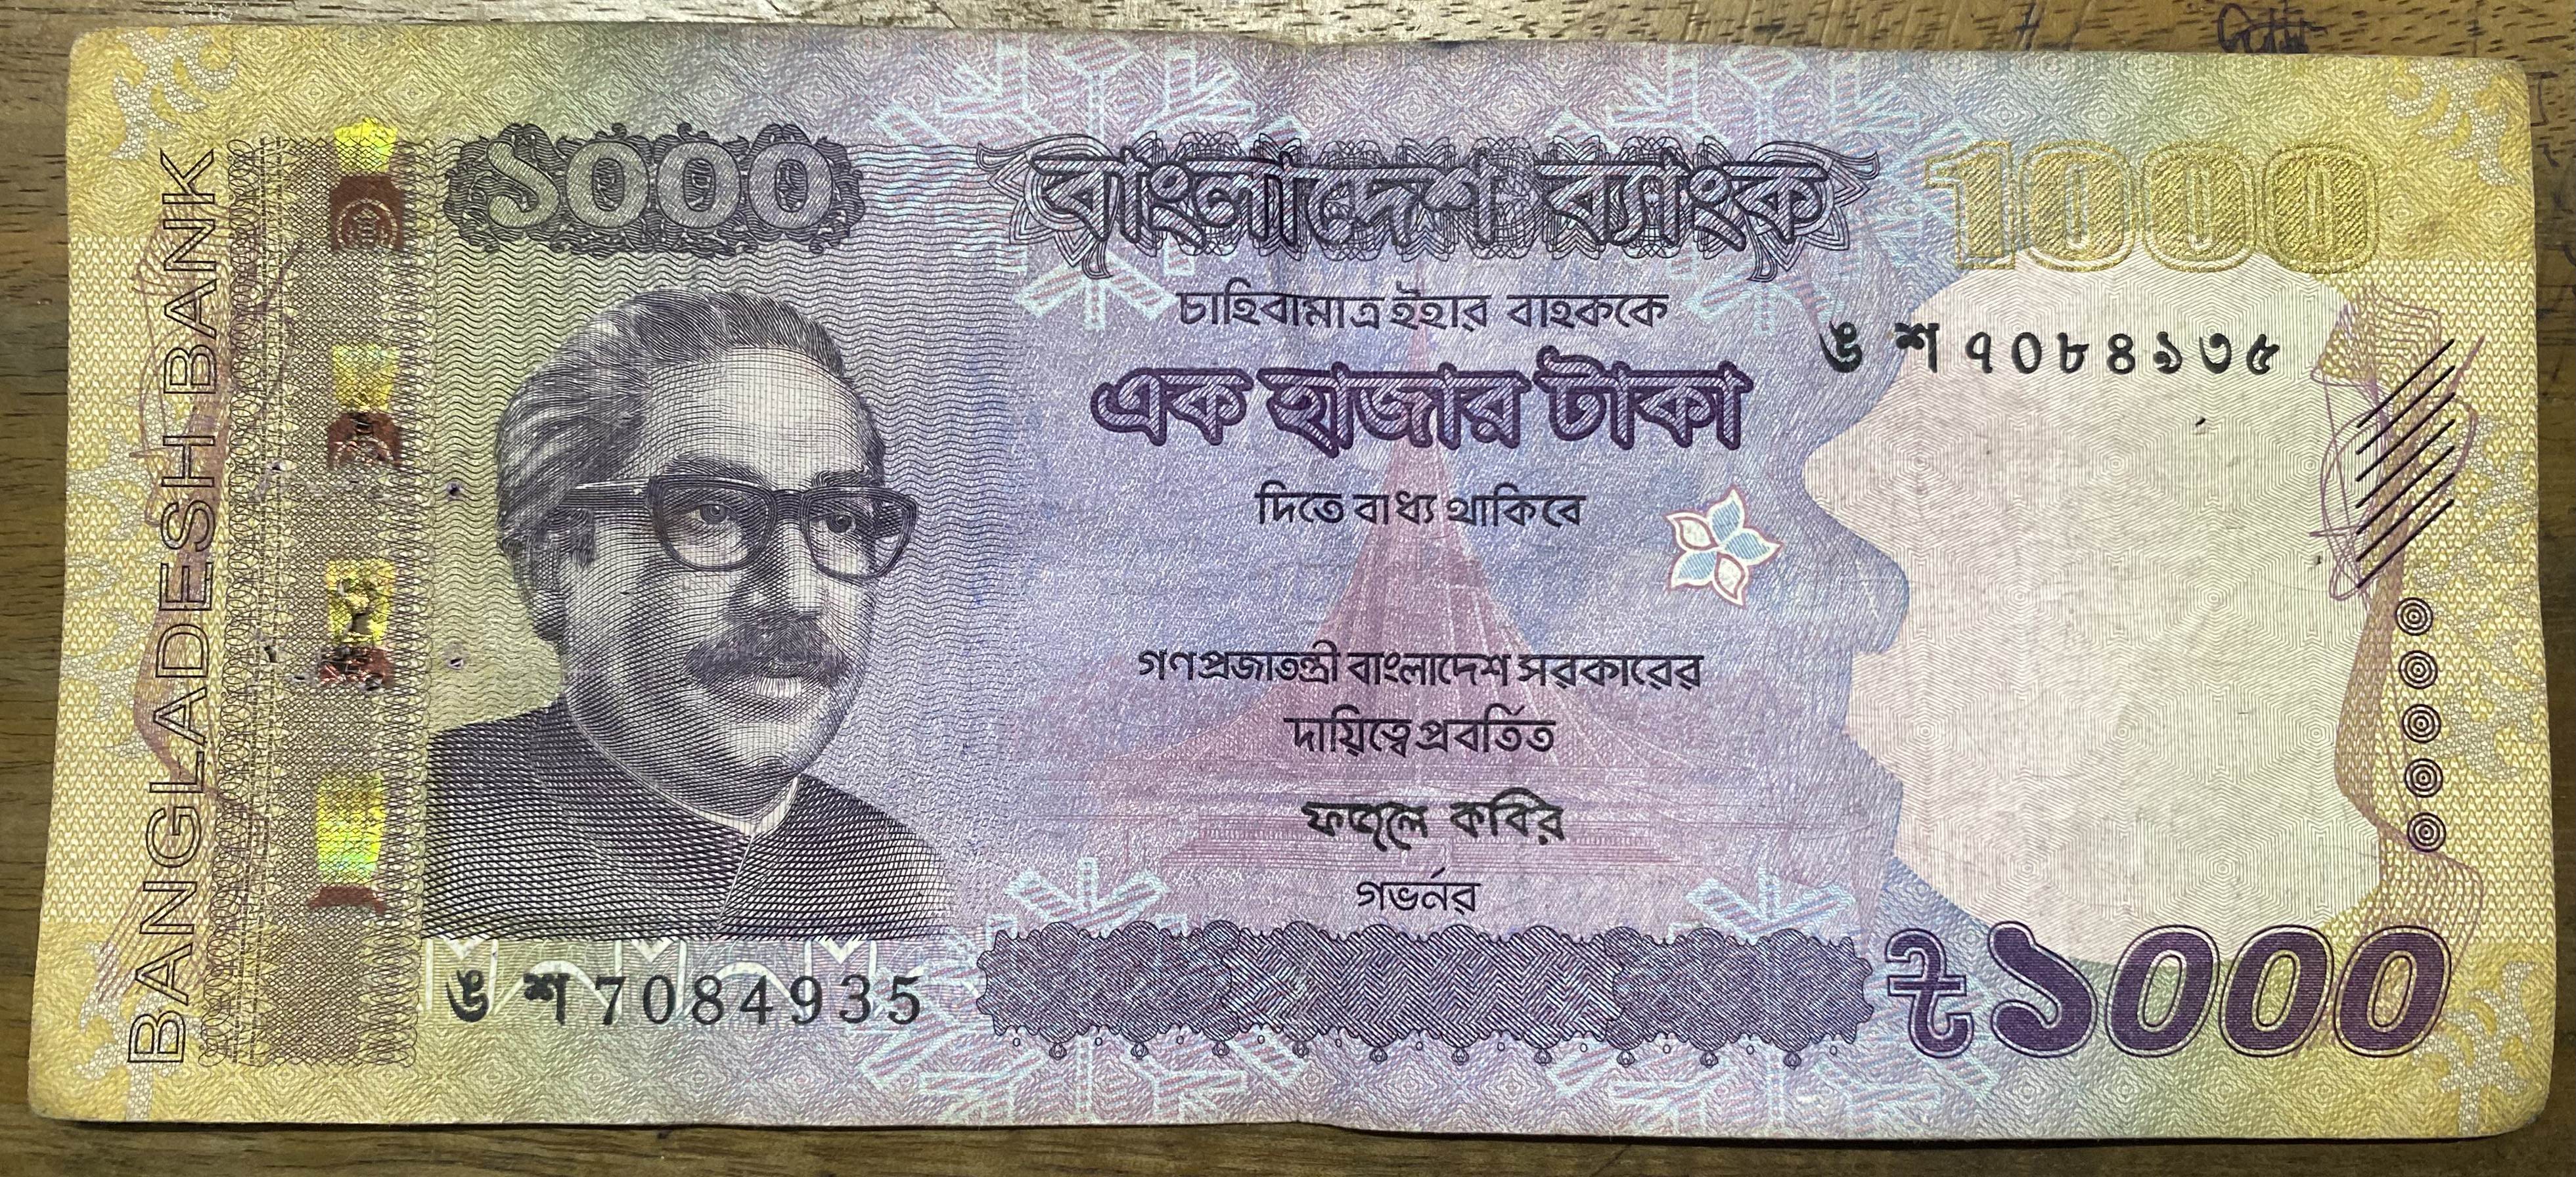 BANGLADESH BANK
১০০০
বাংলাদেশ ব্যাংক
1000
চাহিবামাত্র ইহার বাহককে
ঙ শ ৭০৮৪৯৩৫
এক হাজার টাকা
দিতে বাধ্য থাকিবে
গণপ্রজাতন্ত্রী বাংলাদেশ সরকারের
দায়িত্বে প্রবর্তিত
ফজলে কবির
গভর্নর
ঙ শ 7084935
৳১০০০